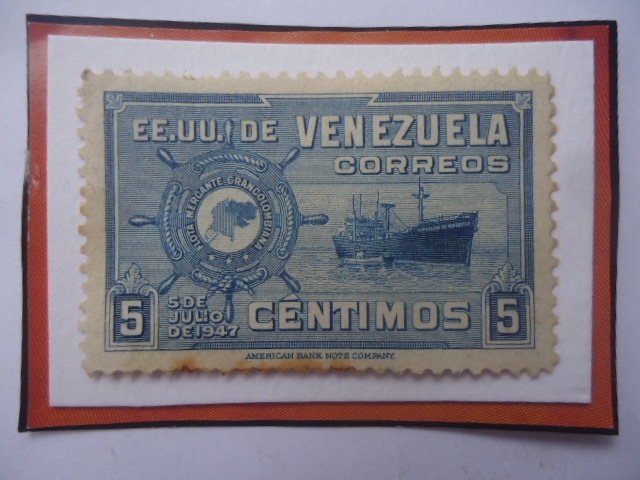 EE.UU. DE VENEZUELA
CORREOS
FLOTA MERCANTE GRANCOLOMBIANA
5 DE
JULIO
DE 1947
5 CÉNTIMOS 5
AMERICAN BANK NOTE COMPANY.